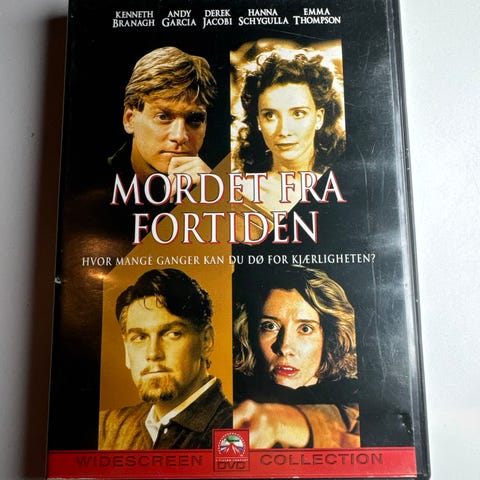 KENNETH BRANAGH ANDY GARCIA DEREK JACOBI HANNA SCHYGULLA EMMA THOMPSON
MORDET FRA
FORTIDEN
HVOR MANGE GANGER KAN DU DØ FOR KJÆRLIGHETEN?
WIDESCREEN DVD COLLECTION